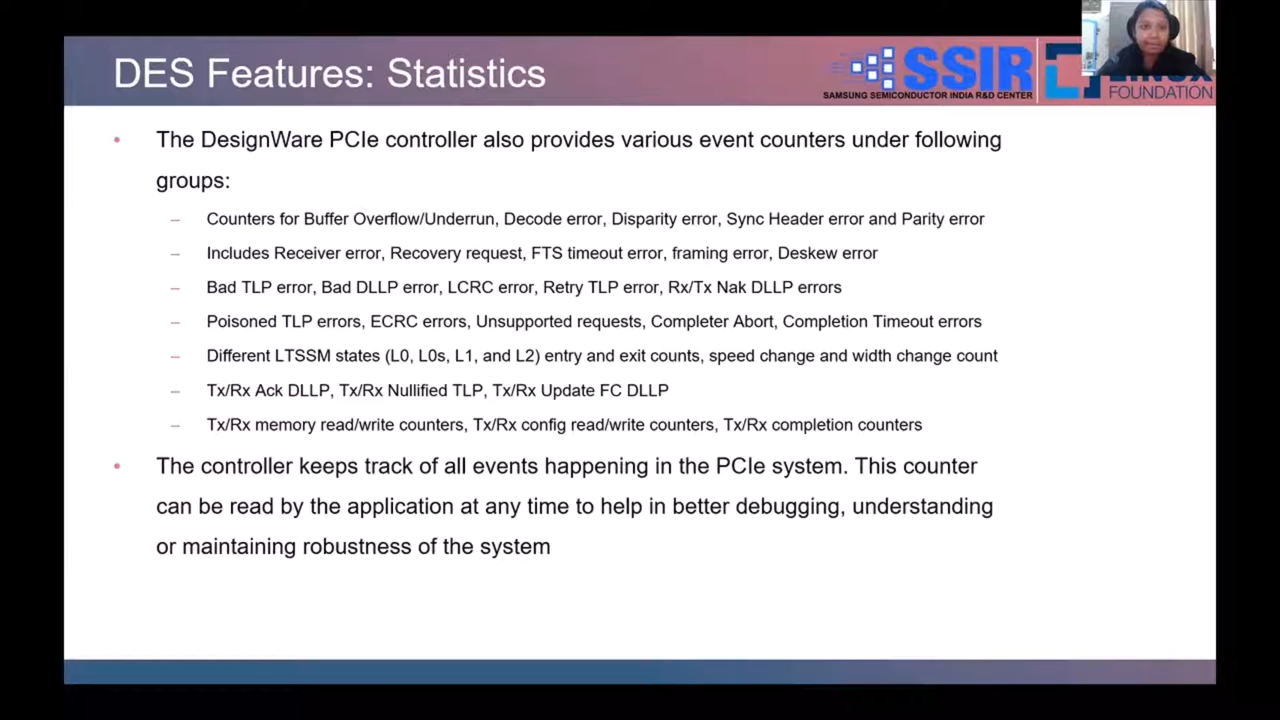 DES Features: Statistics
SSIR
SAMSUNG SEMICONDUCTOR INDIA R&D CENTER
FOUNDATION
• The DesignWare PCIe controller also provides various event counters under following
groups:
– Counters for Buffer Overflow/Underrun, Decode error, Disparity error, Sync Header error and Parity error
– Includes Receiver error, Recovery request, FTS timeout error, framing error, Deskew error
– Bad TLP error, Bad DLLP error, LCRC error, Retry TLP error, Rx/Tx Nak DLLP errors
– Poisoned TLP errors, ECRC errors, Unsupported requests, Completer Abort, Completion Timeout errors
– Different LTSSM states (L0, L0s, L1, and L2) entry and exit counts, speed change and width change count
– Tx/Rx Ack DLLP, Tx/Rx Nullified TLP, Tx/Rx Update FC DLLP
– Tx/Rx memory read/write counters, Tx/Rx config read/write counters, Tx/Rx completion counters
• The controller keeps track of all events happening in the PCIe system. This counter
can be read by the application at any time to help in better debugging, understanding
or maintaining robustness of the system